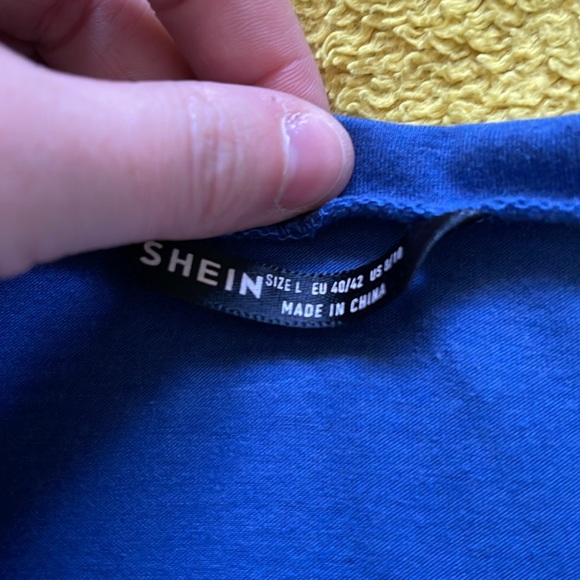 SHEIN
SIZE L EU 40/42 US 8/10
MADE IN CHINA